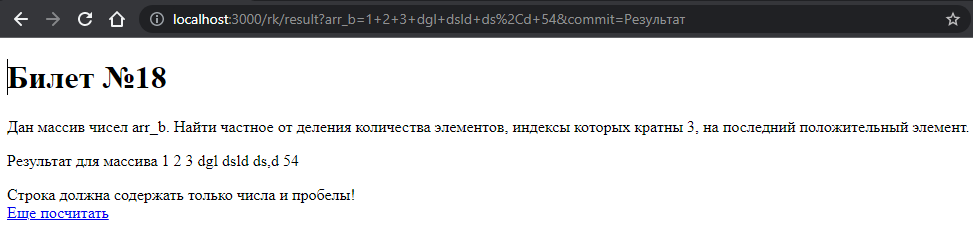 localhost:3000/rk/result?arr_b=1+2+3+dgl+dsld+ds%2Cd+54&commit=Результат
Билет №18
Дан массив чисел arr_b. Найти частное от деления количества элементов, индексы которых кратны 3, на последний положительный элемент.
Результат для массива 1 2 3 dgl dsld ds,d 54
Строка должна содержать только числа и пробелы!
Еще посчитать